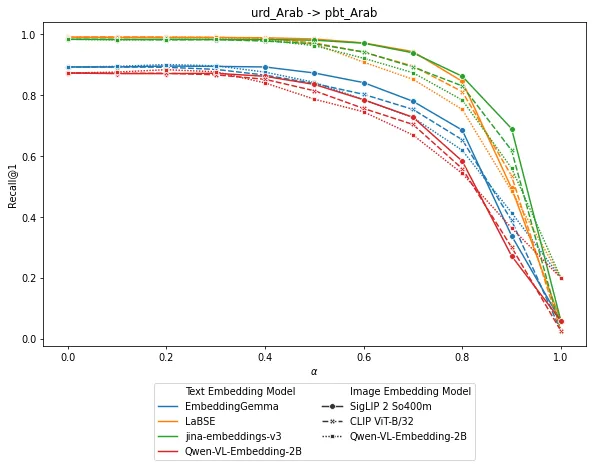 urd_Arab -> pbt_Arab
1.0
0.8
0.6
0.4
0.2
0.0
Recall@1
0.0 0.2 0.4 0.6 0.8 1.0
α
Text Embedding Model
EmbeddingGemma
LaBSE
jina-embeddings-v3
Qwen-VL-Embedding-2B
Image Embedding Model
SigLIP 2 So400m
CLIP ViT-B/32
Qwen-VL-Embedding-2B